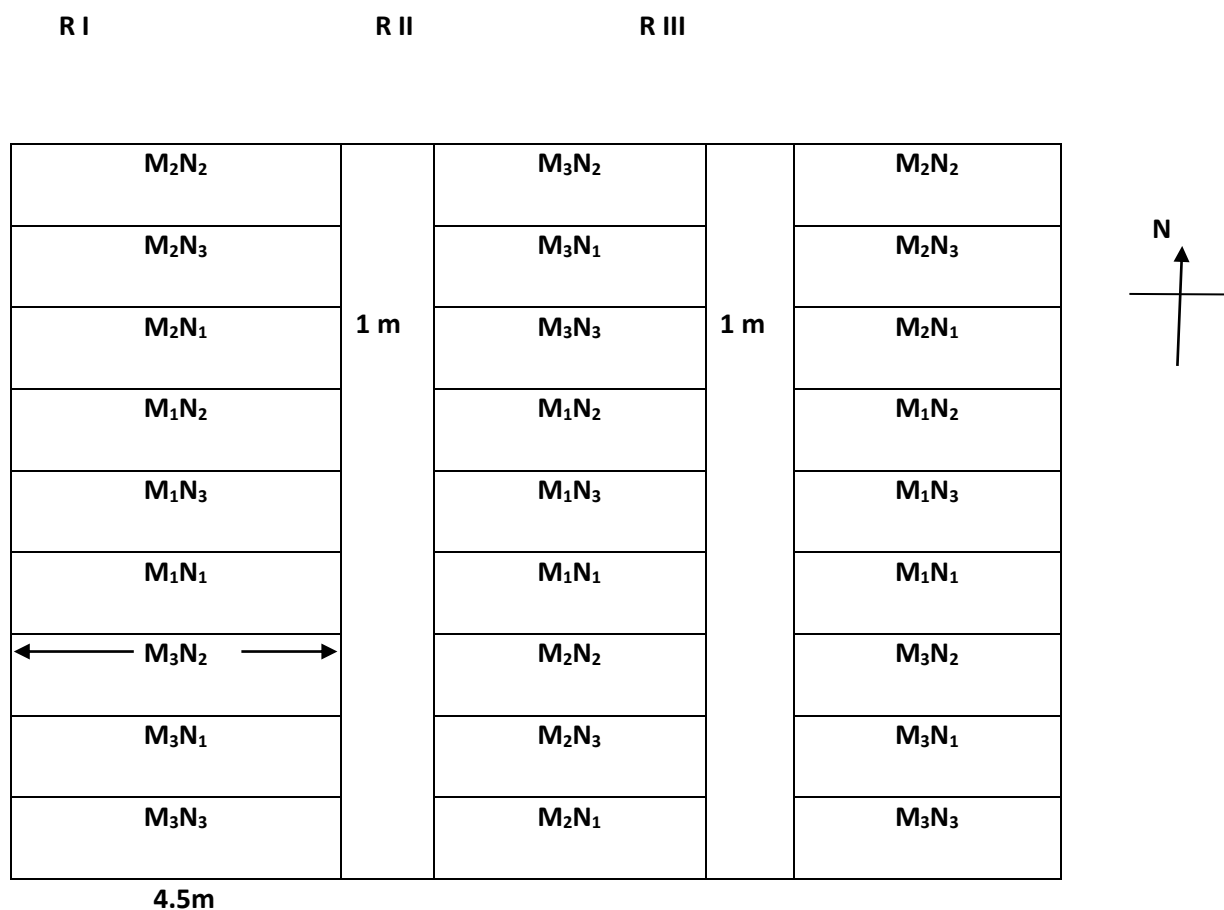 R I R II R III
M₂N₂ M₃N₂ M₂N₂
N
M₂N₃ M₃N₁ M₂N₃
M₂N₁ 1 m M₃N₃ 1 m M₂N₁
M₁N₂ M₁N₂ M₁N₂
M₁N₃ M₁N₃ M₁N₃
M₁N₁ M₁N₁ M₁N₁
M₃N₂ M₂N₂ M₃N₂
M₃N₁ M₂N₃ M₃N₁
M₃N₃ M₂N₁ M₃N₃
4.5m